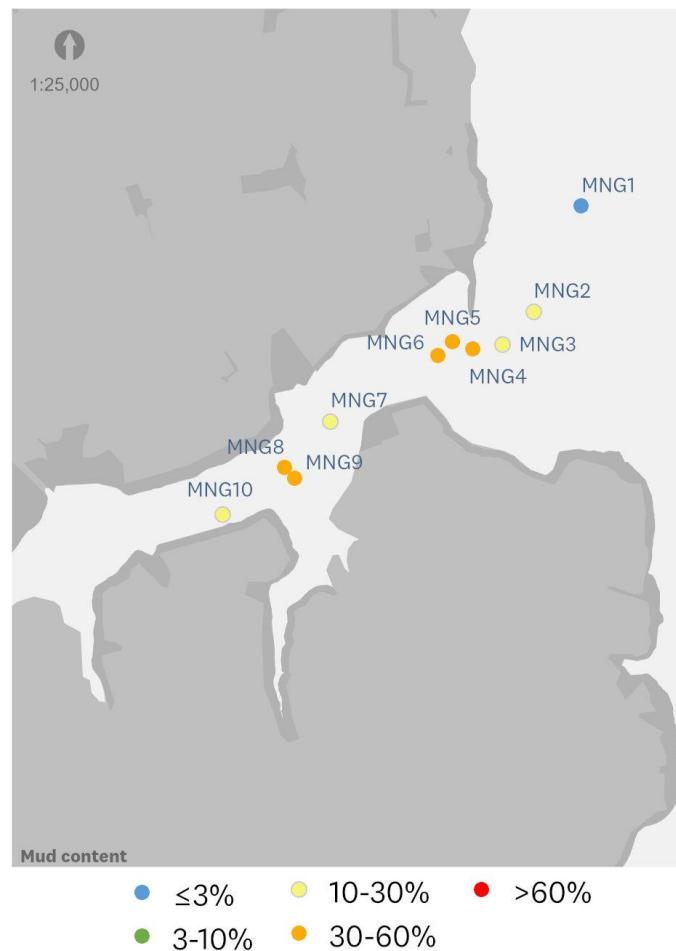 1:25,000
MNG1
MNG2
MNG5
MNG6
MNG3
MNG4
MNG7
MNG8
MNG9
MNG10
Mud content
≤3% 10-30% >60%
3-10% 30-60%